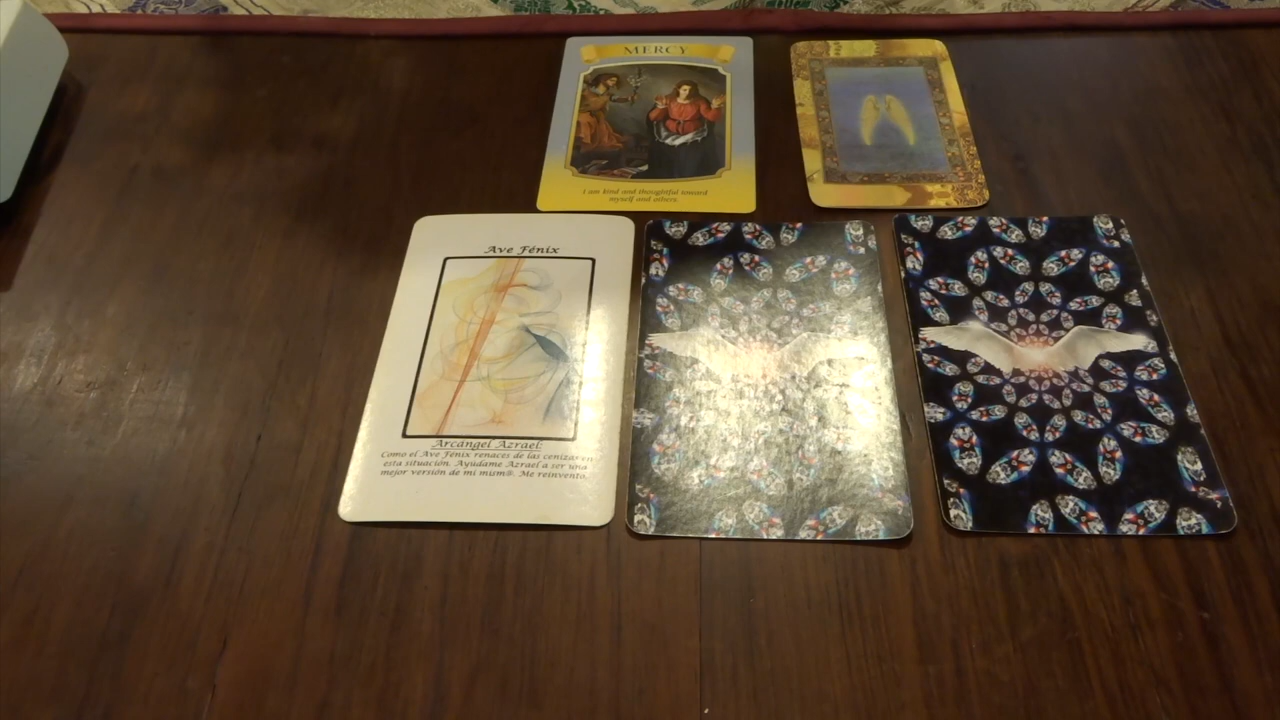 MERCY
I am kind and thoughtful toward
myself and others.
Ave Fénix
Arcángel Azrael:
Como el Ave Fénix renaces de las cenizas en
esta situación. Ayúdame Azrael a ser una
mejor versión de mi mism@. Me reinvento.